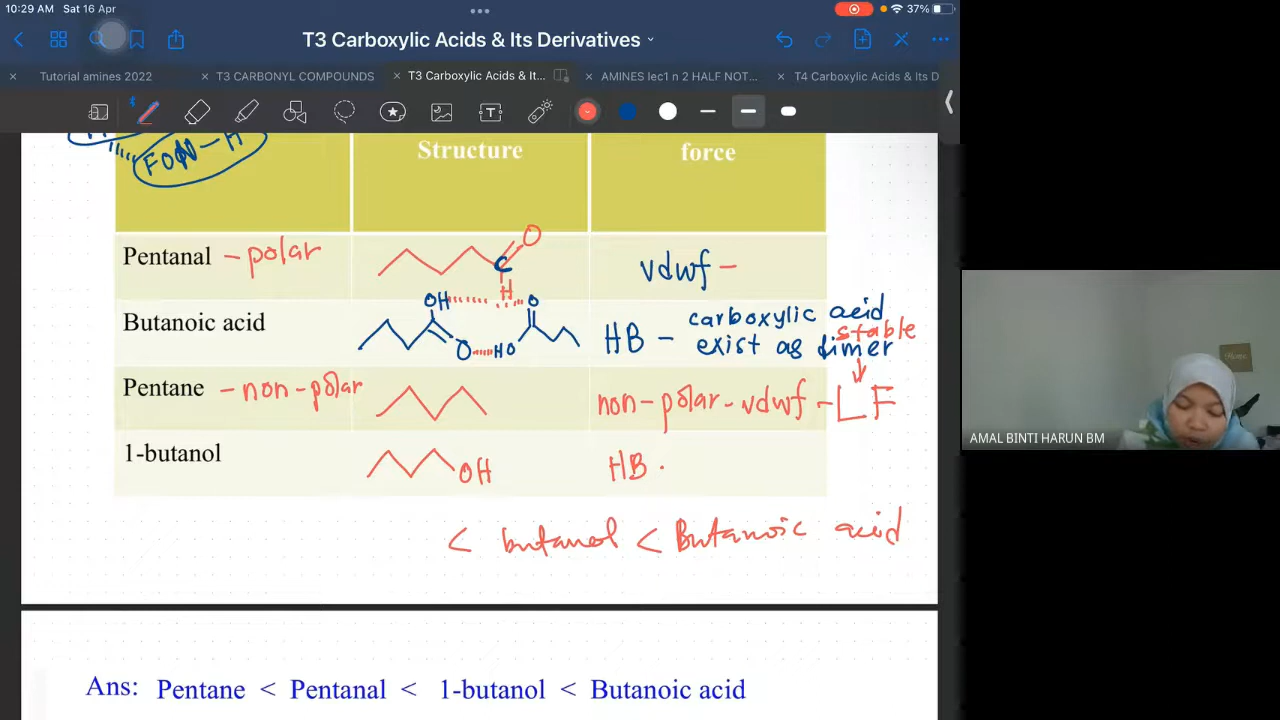 10:29 AM Sat 16 Apr
37%
T3 Carboxylic Acids & Its Derivatives
Tutorial amines 2022
T3 CARBONYL COMPOUNDS
T3 Carboxylic Acids & It...
AMINES lec1 n 2 HALF NOT...
T4 Carboxylic Acids & Its D
FON-H
Structure
force
Pentanal - polar
C
O
H
vdwf -
Butanoic acid
OH
O
O
HO
HB - carboxylic acid
exist as dimer
stable
Pentane - non-polar
non-polar - vdwf - LF
1-butanol
OH
HB
< butanol < Butanoic acid
Ans: Pentane < Pentanal < 1-butanol < Butanoic acid
AMAL BINTI HARUN BM